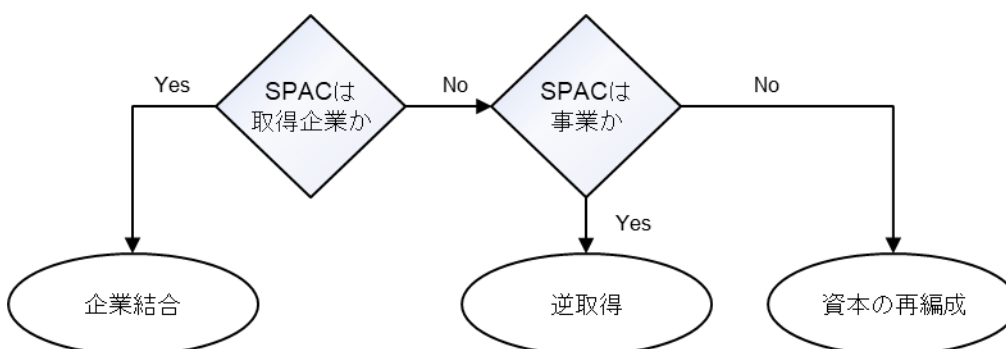 Yes
SPACは
取得企業か
No
SPACは
事業か
No
Yes
企業結合
逆取得
資本の再編成